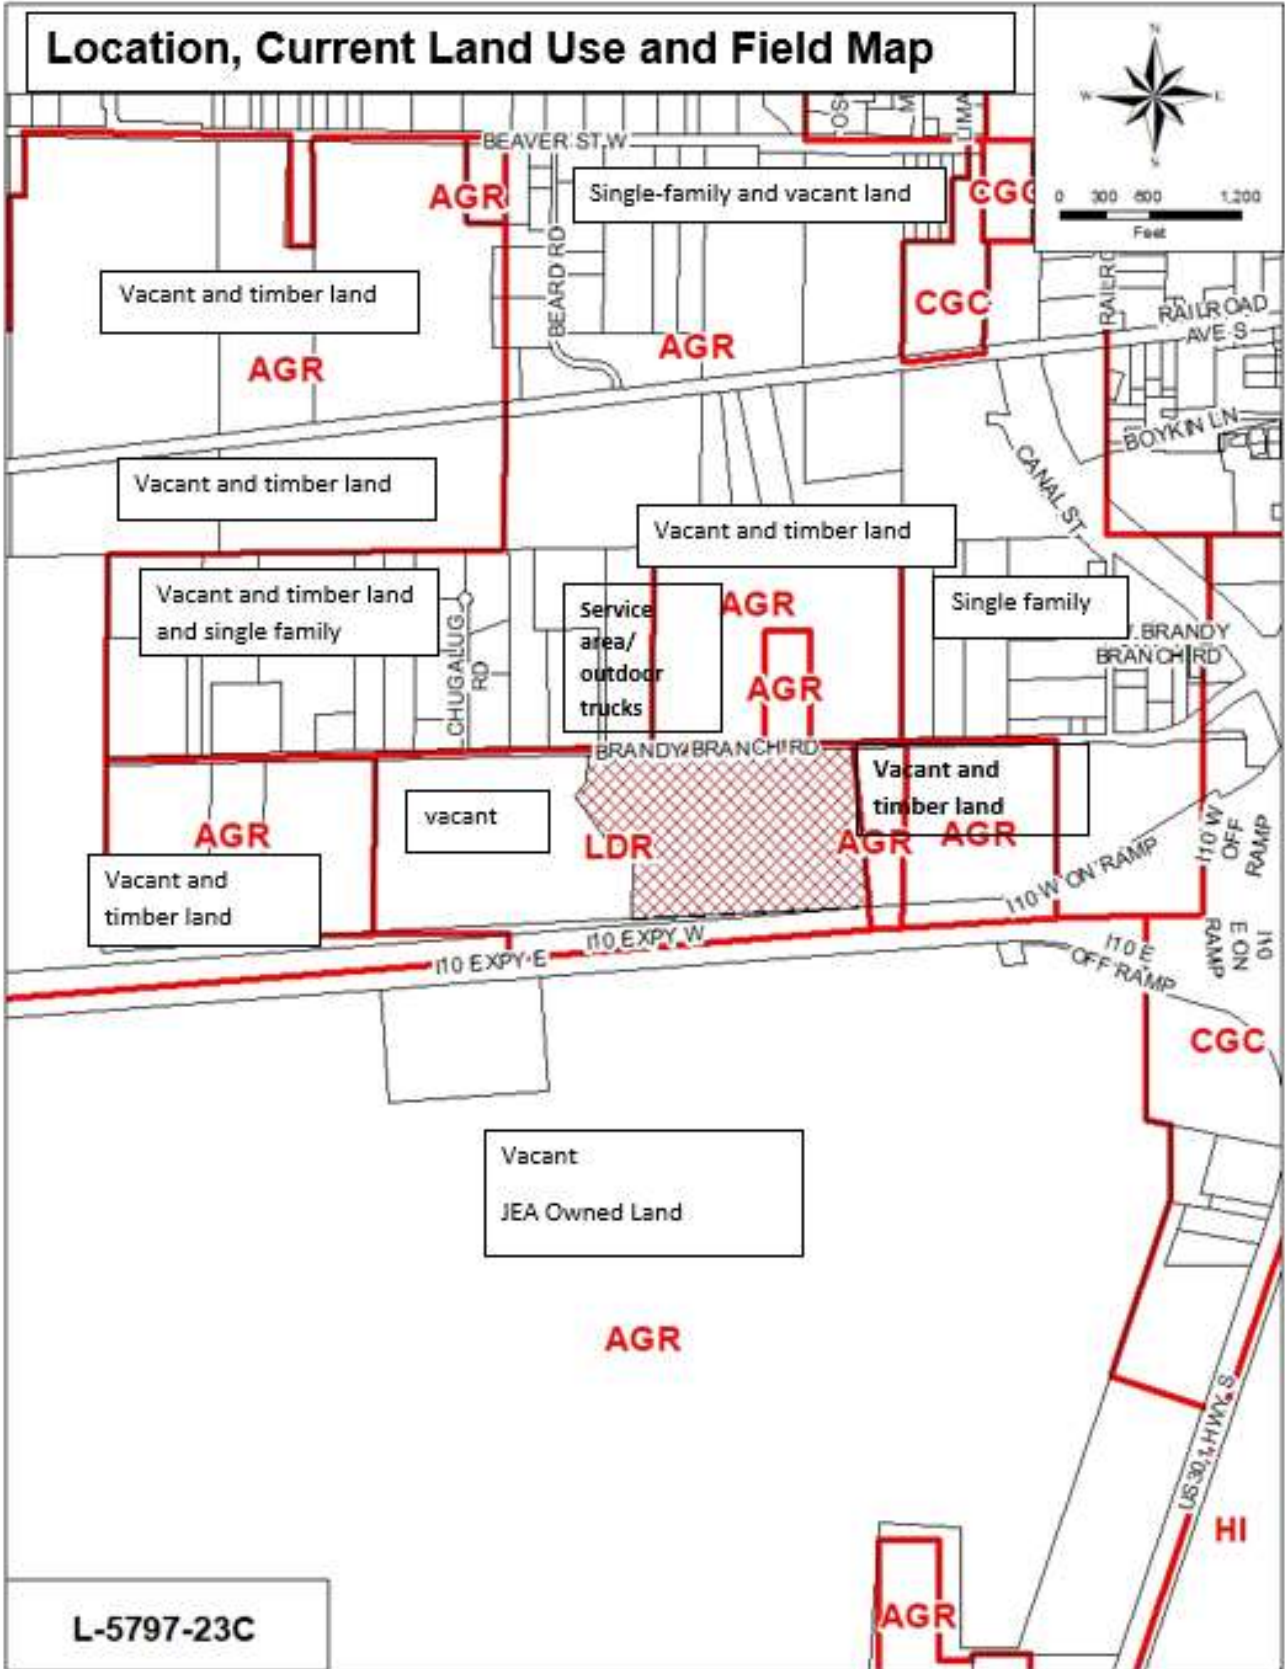 Location, Current Land Use and Field Map
N
W
E
S
0 300 600 1,200
Feet
LIMA
BEAVER ST W
AGR
Single-family and vacant land
CGC
BEARD RD
Vacant and timber land
AGR
AGR
CGC
RAILROAD
AVE S
BOYKIN LN
Vacant and timber land
CANAL ST
Vacant and timber land
Vacant and timber land
and single family
CHUGALUG
RD
Service
area/
outdoor
trucks
AGR
AGR
Single family
BRANDY
BRANCH RD
BRANDY BRANCH RD
AGR
vacant
LDR
Vacant and
timber land
AGR
AGR
Vacant and
timber land
I10 W ON RAMP
I10 W
OFF
RAMP
I10 EXPY W
I10 EXPY E
I10 E
OFF RAMP
I10
E ON
RAMP
CGC
Vacant
JEA Owned Land
AGR
US 301 HWY S
HI
AGR
L-5797-23C